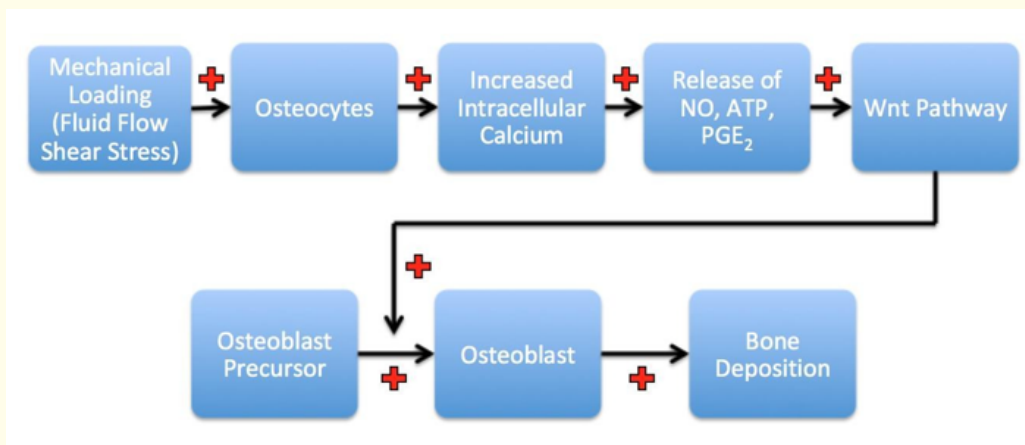 Mechanical
Loading
(Fluid Flow
Shear Stress)
Osteocytes
Increased
Intracellular
Calcium
Release of
NO, ATP,
PGE₂
Wnt Pathway
Osteoblast
Precursor
Osteoblast
Bone
Deposition